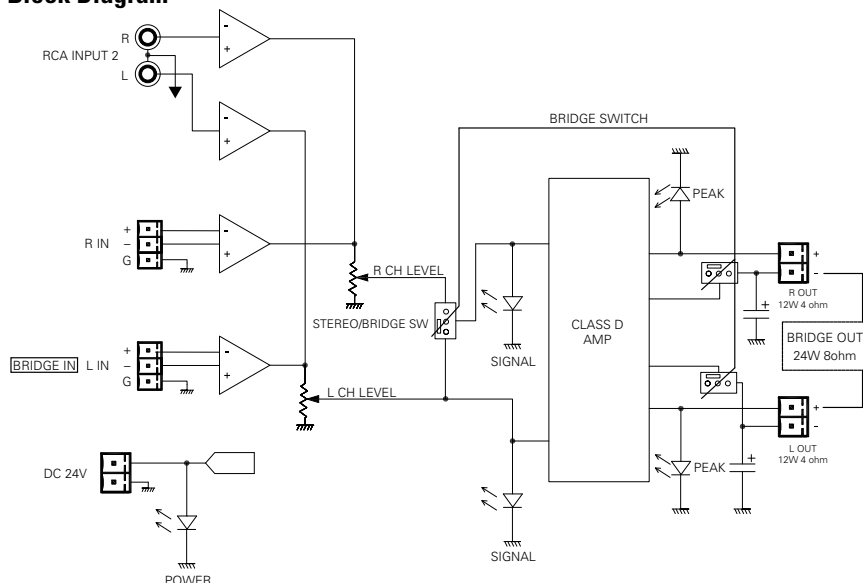 Block Diagram
R
RCA INPUT 2
L
-
+
-
+
BRIDGE SWITCH
PEAK
R IN
+
–
G
-
+
R CH LEVEL
STEREO/BRIDGE SW
SIGNAL
CLASS D
AMP
+
-
R OUT
12W 4 ohm
+
BRIDGE OUT
24W 8ohm
BRIDGE IN L IN
+
–
G
-
+
L CH LEVEL
+
-
L OUT
12W 4 ohm
PEAK
+
DC 24V
SIGNAL
POWER